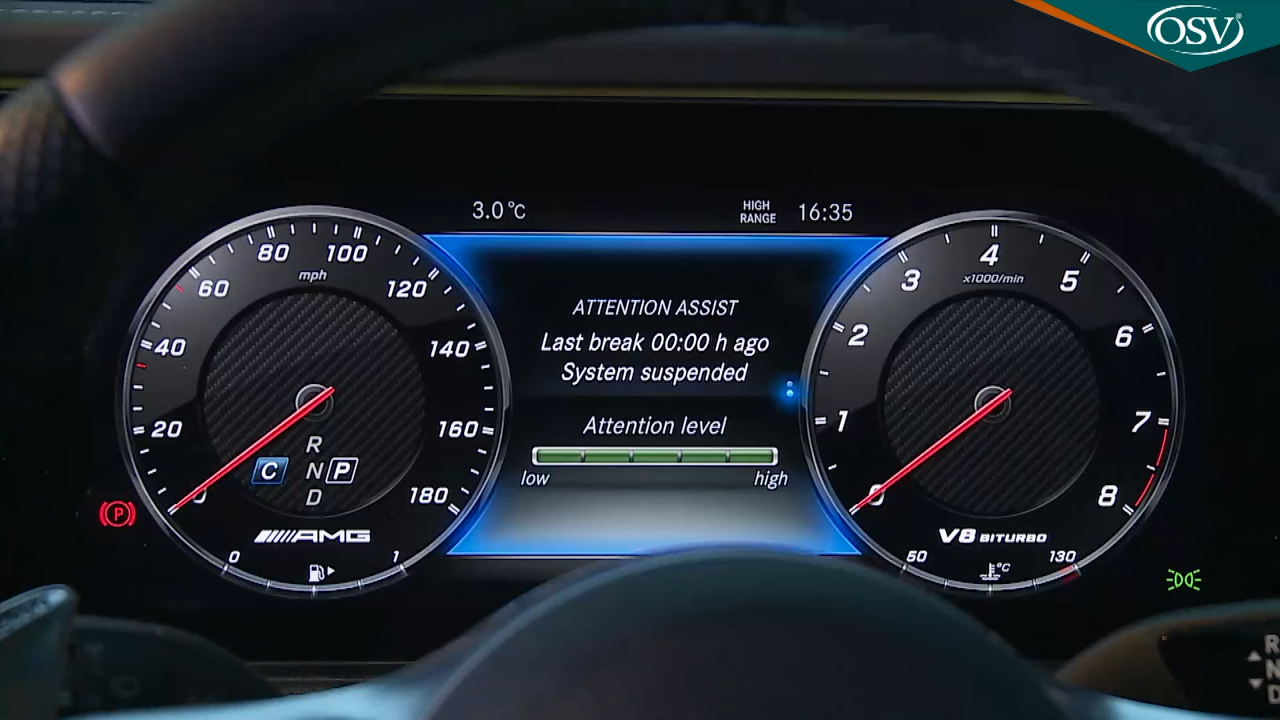 OSV®
3.0°C
HIGH
RANGE
16:35
80
100
mph
60
120
40
140
20
160
0
180
R
C
N
P
D
AMG
0
1
ATTENTION ASSIST
Last break 00:00 h ago
System suspended
Attention level
low
high
4
3
5
x1000/min
2
6
1
7
0
8
V8 BITURBO
50
130
°C
P
R
N
D